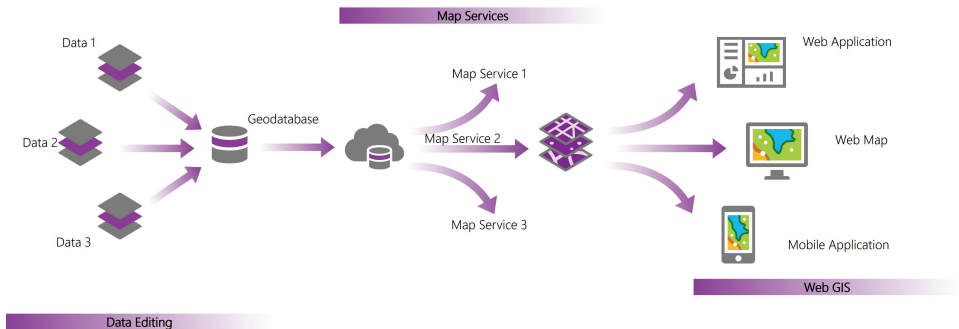 Map Services
Data 1
Web Application
Map Service 1
Geodatabase
Data 2
Map Service 2
Web Map
Map Service 3
Data 3
Mobile Application
Web GIS
Data Editing